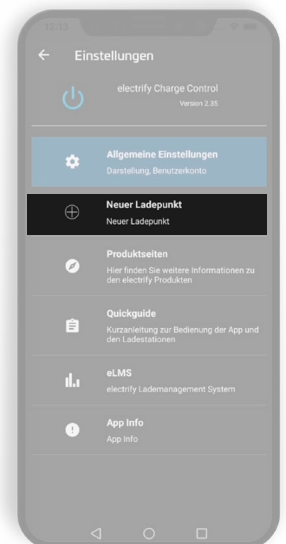 12:12
Einstellungen
electrify Charge Control
Version 2.35
Allgemeine Einstellungen
Darstellung, Benutzerkonto
Neuer Ladepunkt
Neuer Ladepunkt
Produktseiten
Hier finden Sie weitere Informationen zu
den electrify Produkten
Quickguide
Kurzanleitung zur Bedienung der App und
den Ladestationen
eLMS
electrify Lademanagement System
App Info
App Info